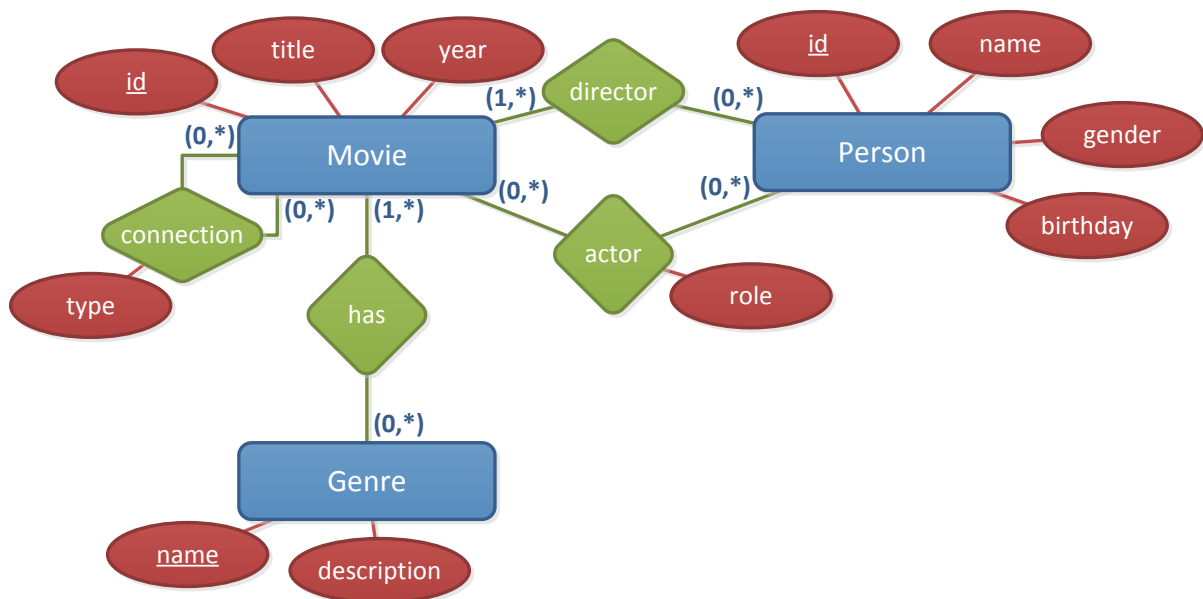 title
year
id
name
id
director
(1,*)
(0,*)
gender
(0,*)
Movie
Person
(0,*)
(0,*)
(0,*)
(1,*)
birthday
connection
actor
type
role
has
(0,*)
Genre
name
description